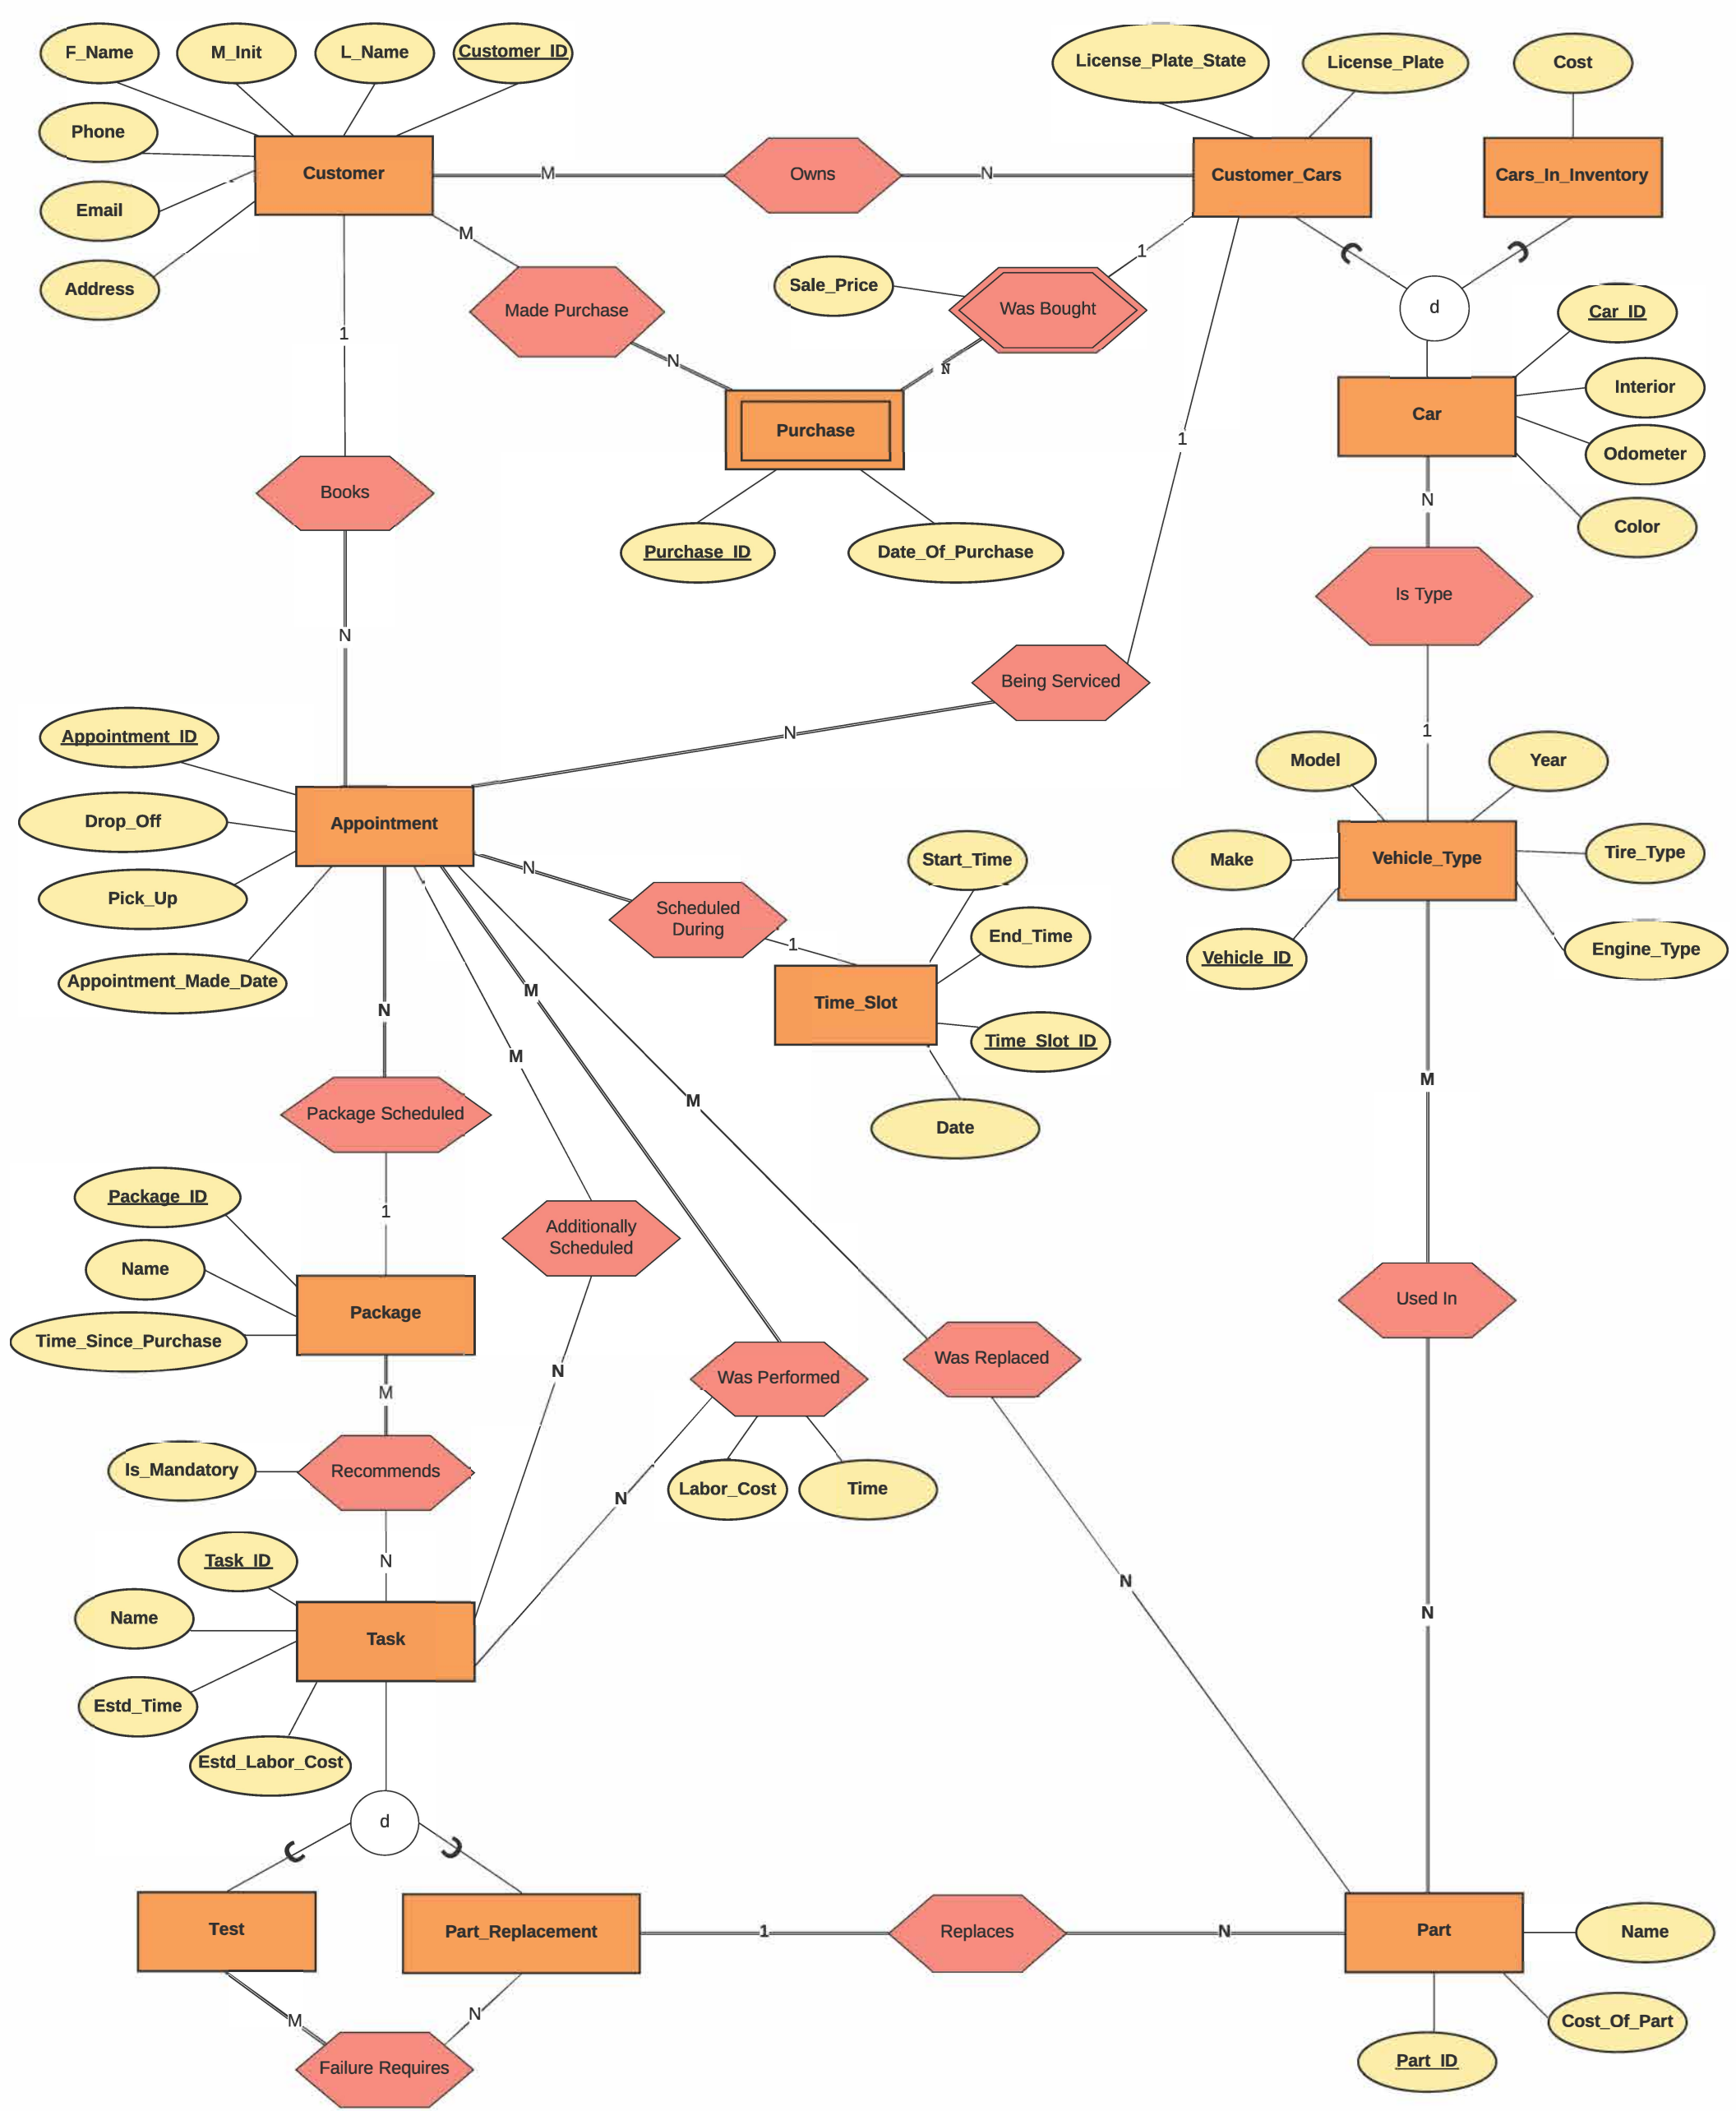 F_Name
M_Init
L_Name
Customer_ID
License_Plate_State
License_Plate
Cost
Phone
Customer
M
Owns
N
Customer_Cars
Cars_In_Inventory
Email
Address
M
Made Purchase
N
Sale_Price
Was Bought
1
N
d
Car_ID
Interior
Odometer
Color
Car
1
Purchase
Purchase_ID
Date_Of_Purchase
Books
N
1
N
Is Type
Being Serviced
N
1
Appointment_ID
Drop_Off
Pick_Up
Appointment_Made_Date
Appointment
N
Scheduled
During
1
Start_Time
End_Time
Time_Slot
Time_Slot_ID
Date
Model
Year
Make
Vehicle_Type
Tire_Type
Vehicle_ID
Engine_Type
N
M
M
M
M
Package Scheduled
1
Package_ID
Name
Time_Since_Purchase
Package
Additionally
Scheduled
N
Was Performed
Labor_Cost
Time
N
Was Replaced
N
Used In
N
M
Is_Mandatory
Recommends
N
Task_ID
Name
Task
Estd_Time
Estd_Labor_Cost
d
Test
Part_Replacement
1
Replaces
N
Part
Name
Cost_Of_Part
Part_ID
M
N
Failure Requires